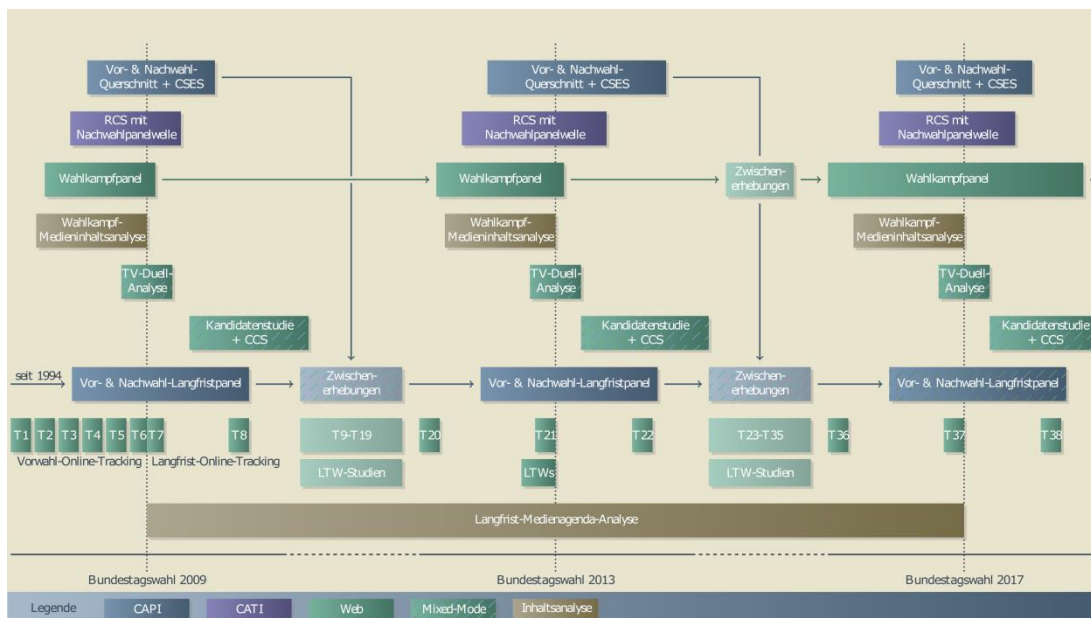 Vor- & Nachwahl-
Querschnitt + CSES
Vor- & Nachwahl-
Querschnitt + CSES
Vor- & Nachwahl-
Querschnitt + CSES
RCS mit
Nachwahlpanelwelle
RCS mit
Nachwahlpanelwelle
RCS mit
Nachwahlpanelwelle
Wahlkampfpanel
Wahlkampfpanel
Zwischen-
erhebungen
Wahlkampfpanel
Wahlkampf-
Medieninhaltsanalyse
Wahlkampf-
Medieninhaltsanalyse
Wahlkampf-
Medieninhaltsanalyse
TV-Duell-
Analyse
TV-Duell-
Analyse
TV-Duell-
Analyse
Kandidatenstudie
+ CCS
Kandidatenstudie
+ CCS
Kandidatenstudie
+ CCS
seit 1994
Vor- & Nachwahl-Langfristpanel
Zwischen-
erhebungen
Vor- & Nachwahl-Langfristpanel
Zwischen-
erhebungen
Vor- & Nachwahl-Langfristpanel
T1 T2 T3 T4 T5 T6 T7 T8 T9-T19 T20 T21 T22 T23-T35 T36 T37 T38
Vorwahl-Online-Tracking Langfrist-Online-Tracking
LTW-Studien LTWs LTW-Studien
Langfrist-Medienagenda-Analyse
Bundestagswahl 2009 Bundestagswahl 2013 Bundestagswahl 2017
Legende CAPI CATI Web Mixed-Mode Inhaltsanalyse